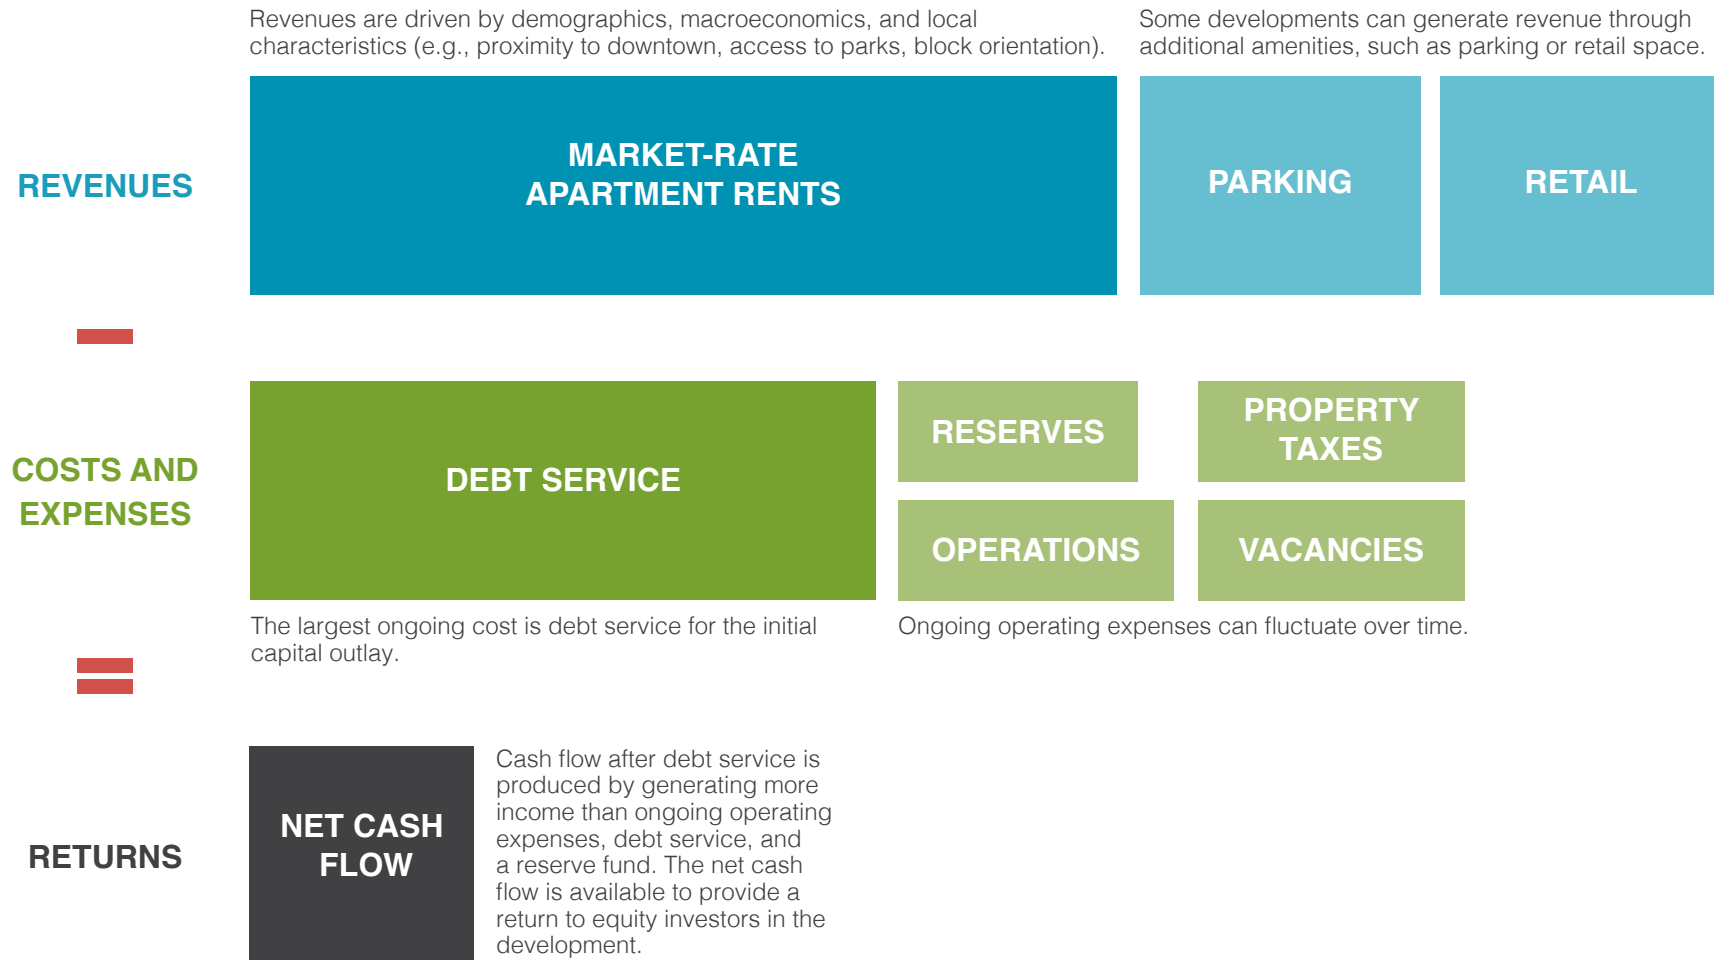 Revenues are driven by demographics, macroeconomics, and local
characteristics (e.g., proximity to downtown, access to parks, block orientation).
Some developments can generate revenue through
additional amenities, such as parking or retail space.
REVENUES
MARKET-RATE
APARTMENT RENTS
PARKING
RETAIL
COSTS AND
EXPENSES
DEBT SERVICE
RESERVES
PROPERTY
TAXES
OPERATIONS
VACANCIES
The largest ongoing cost is debt service for the initial
capital outlay.
Ongoing operating expenses can fluctuate over time.
RETURNS
NET CASH
FLOW
Cash flow after debt service is
produced by generating more
income than ongoing operating
expenses, debt service, and
a reserve fund. The net cash
flow is available to provide a
return to equity investors in the
development.